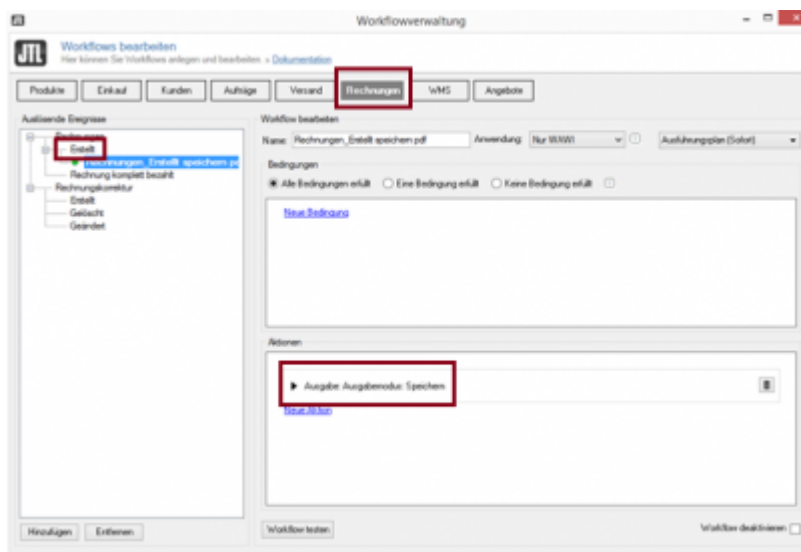 Workflowverwaltung
JTL
Workflows bearbeiten
Hier können Sie Workflows anlegen und bearbeiten. » Dokumentation
Produkte Einkauf Kunden Aufträge Versand Rechnungen WMS Angebote
Auslösende Ereignisse
Rechnungen
Erstellt
Rechnungen_Erstellt speichern pd
Rechnung komplett bezahlt
Rechnungskorrektur
Erstellt
Gelöscht
Geändert
Hinzufügen Entfernen
Workflow bearbeiten
Name: Rechnungen_Erstellt speichern pdf Anwendung: Nur WAWI Ausführungsplan (Sofort)
Bedingungen
Alle Bedingungen erfüllt Eine Bedingung erfüllt Keine Bedingung erfüllt
Neue Bedingung
Aktionen
Ausgabe: Ausgabemodus: Speichern
Neue Aktion
Workflow testen Workflow deaktivieren